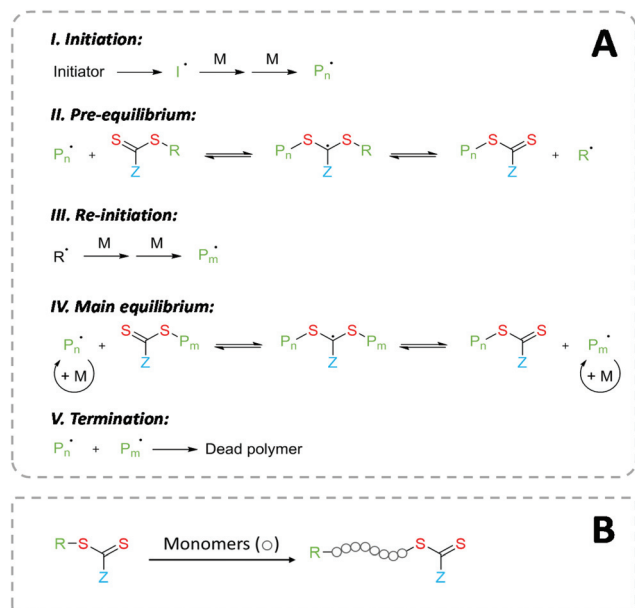 A
I. Initiation:
Initiator I• M M Pn•
II. Pre-equilibrium:
Pn• + S S R Z Pn S S R Z Pn S S Z + R•
III. Re-initiation:
R• M M Pm•
IV. Main equilibrium:
Pn• + S S Pm Z Pn S S Pm Z Pn S S Z + Pm•
+ M + M
V. Termination:
Pn• + Pm• Dead polymer
B
R S S Z Monomers (○) R S S Z